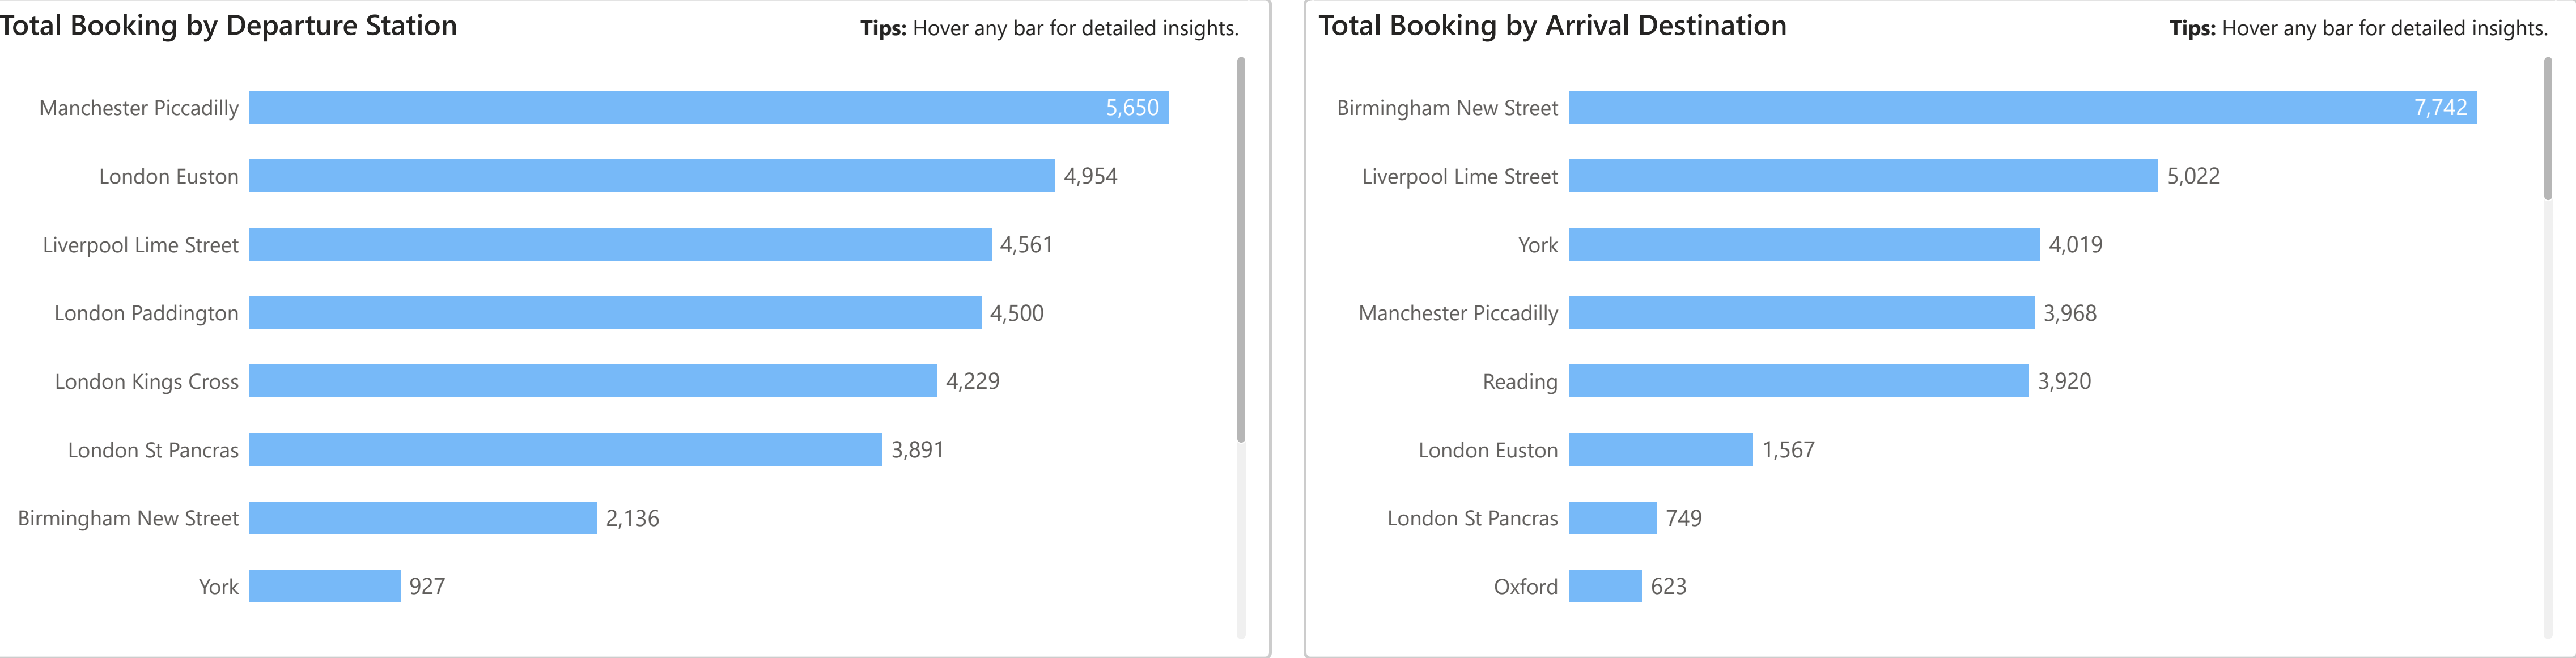 Total Booking by Departure Station
Tips: Hover any bar for detailed insights.
Manchester Piccadilly 5,650
London Euston 4,954
Liverpool Lime Street 4,561
London Paddington 4,500
London Kings Cross 4,229
London St Pancras 3,891
Birmingham New Street 2,136
York 927
Total Booking by Arrival Destination
Tips: Hover any bar for detailed insights.
Birmingham New Street 7,742
Liverpool Lime Street 5,022
York 4,019
Manchester Piccadilly 3,968
Reading 3,920
London Euston 1,567
London St Pancras 749
Oxford 623